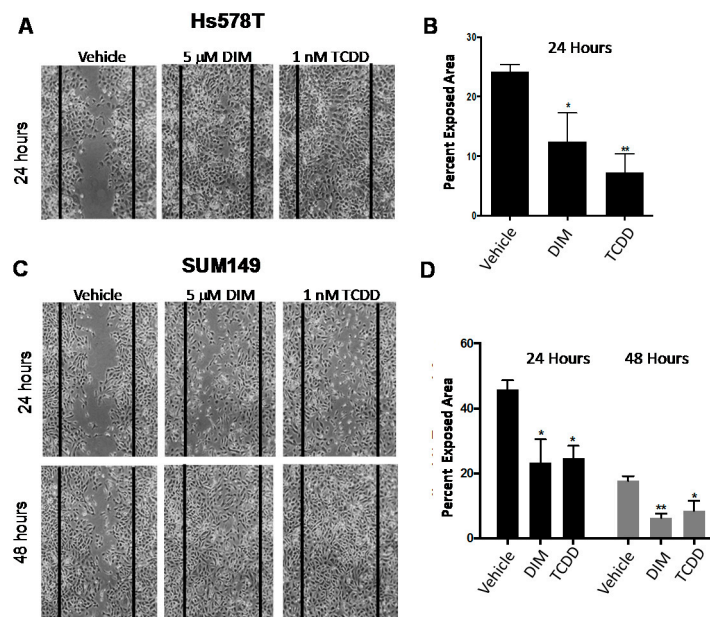 A
Hs578T
Vehicle
5 µM DIM
1 nM TCDD
24 hours
B
24 Hours
Percent Exposed Area
30
20
10
0
*
**
Vehicle
DIM
TCDD
C
SUM149
Vehicle
5 µM DIM
1 nM TCDD
24 hours
48 hours
D
24 Hours
48 Hours
Percent Exposed Area
60
40
20
0
*
*
**
*
Vehicle
DIM
TCDD
Vehicle
DIM
TCDD